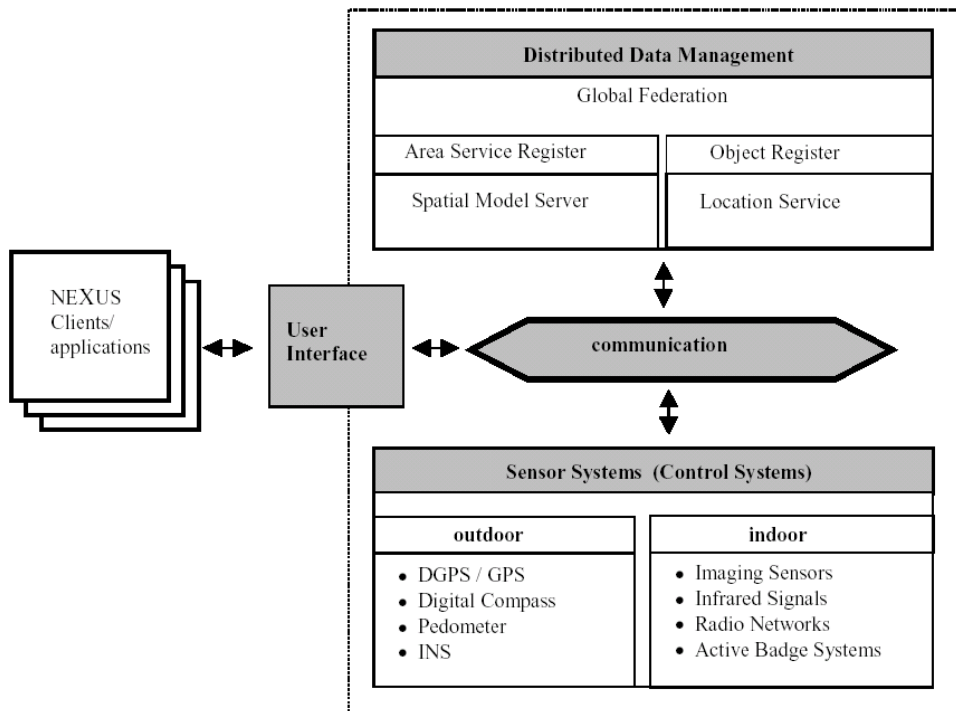 Distributed Data Management
Global Federation
Area Service Register
Object Register
Spatial Model Server
Location Service
NEXUS
Clients/
applications
User
Interface
communication
Sensor Systems (Control Systems)
outdoor
• DGPS / GPS
• Digital Compass
• Pedometer
• INS
indoor
• Imaging Sensors
• Infrared Signals
• Radio Networks
• Active Badge Systems